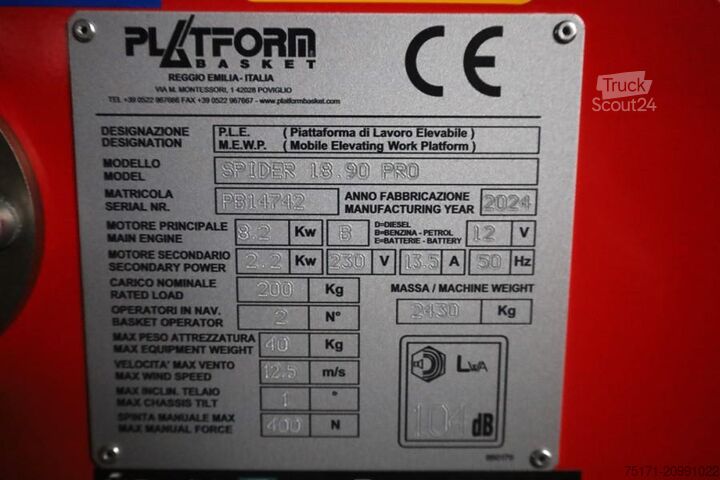 PLATFORM
BASKET
REGGIO EMILIA - ITALIA
VIA M. MONTESSORI, 1 42028 POVIGLIO
TEL +39 0522 967666 FAX +39 0522 967667 - www.platformbasket.com
CE
Truck
Scout24
DESIGNAZIONE P.L.E. ( Piattaforma di Lavoro Elevabile )
DESIGNATION M.E.W.P. ( Mobile Elevating Work Platform )
MODELLO
MODEL SPIDER 18.90 PRO
MATRICOLA
SERIAL NR. PB14742
ANNO FABBRICAZIONE
MANUFACTURING YEAR 2024
MOTORE PRINCIPALE
MAIN ENGINE 8.2 Kw B
D=DIESEL
B=BENZINA - PETROL
E=BATTERIE - BATTERY
12 V
MOTORE SECONDARIO
SECONDARY POWER 2.2 Kw 230 V 13.5 A 50 Hz
CARICO NOMINALE
RATED LOAD 200 Kg
MASSA / MACHINE WEIGHT
2430 Kg
OPERATORI IN NAV.
BASKET OPERATOR 2 N°
MAX PESO ATTREZZATURA
MAX EQUIPMENT WEIGHT 40 Kg
VELOCITA' MAX VENTO
MAX WIND SPEED 12.5 m/s
MAX INCLIN. TELAIO
MAX CHASSIS TILT 1 °
SPINTA MANUALE MAX
MAX MANUAL FORCE 400 N
LWA
104 dB
75171-20991022